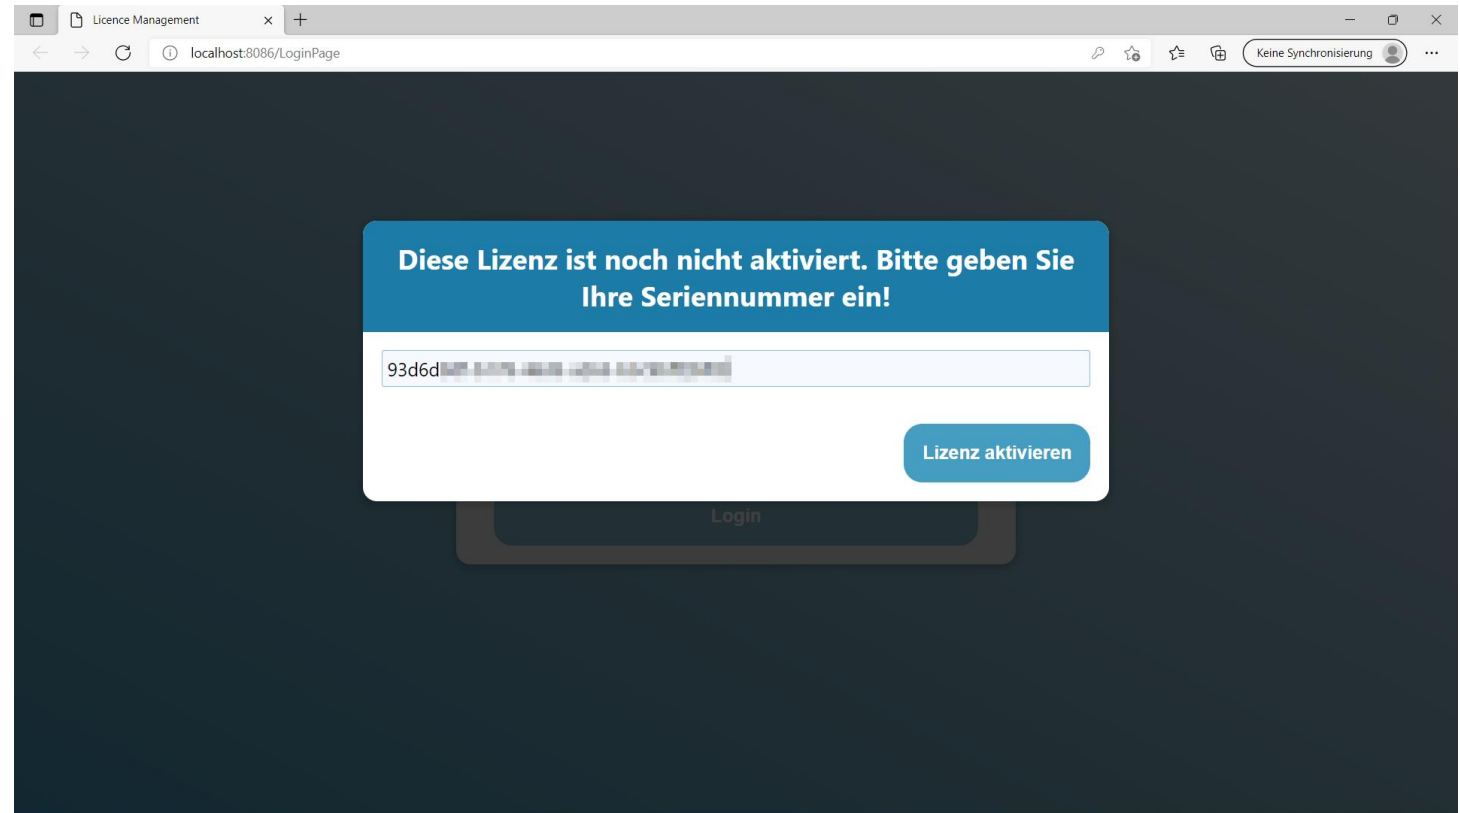 Licence Management
localhost:8086/LoginPage
Keine Synchronisierung
Diese Lizenz ist noch nicht aktiviert. Bitte geben Sie
Ihre Seriennummer ein!
93d6d
Lizenz aktivieren
Login